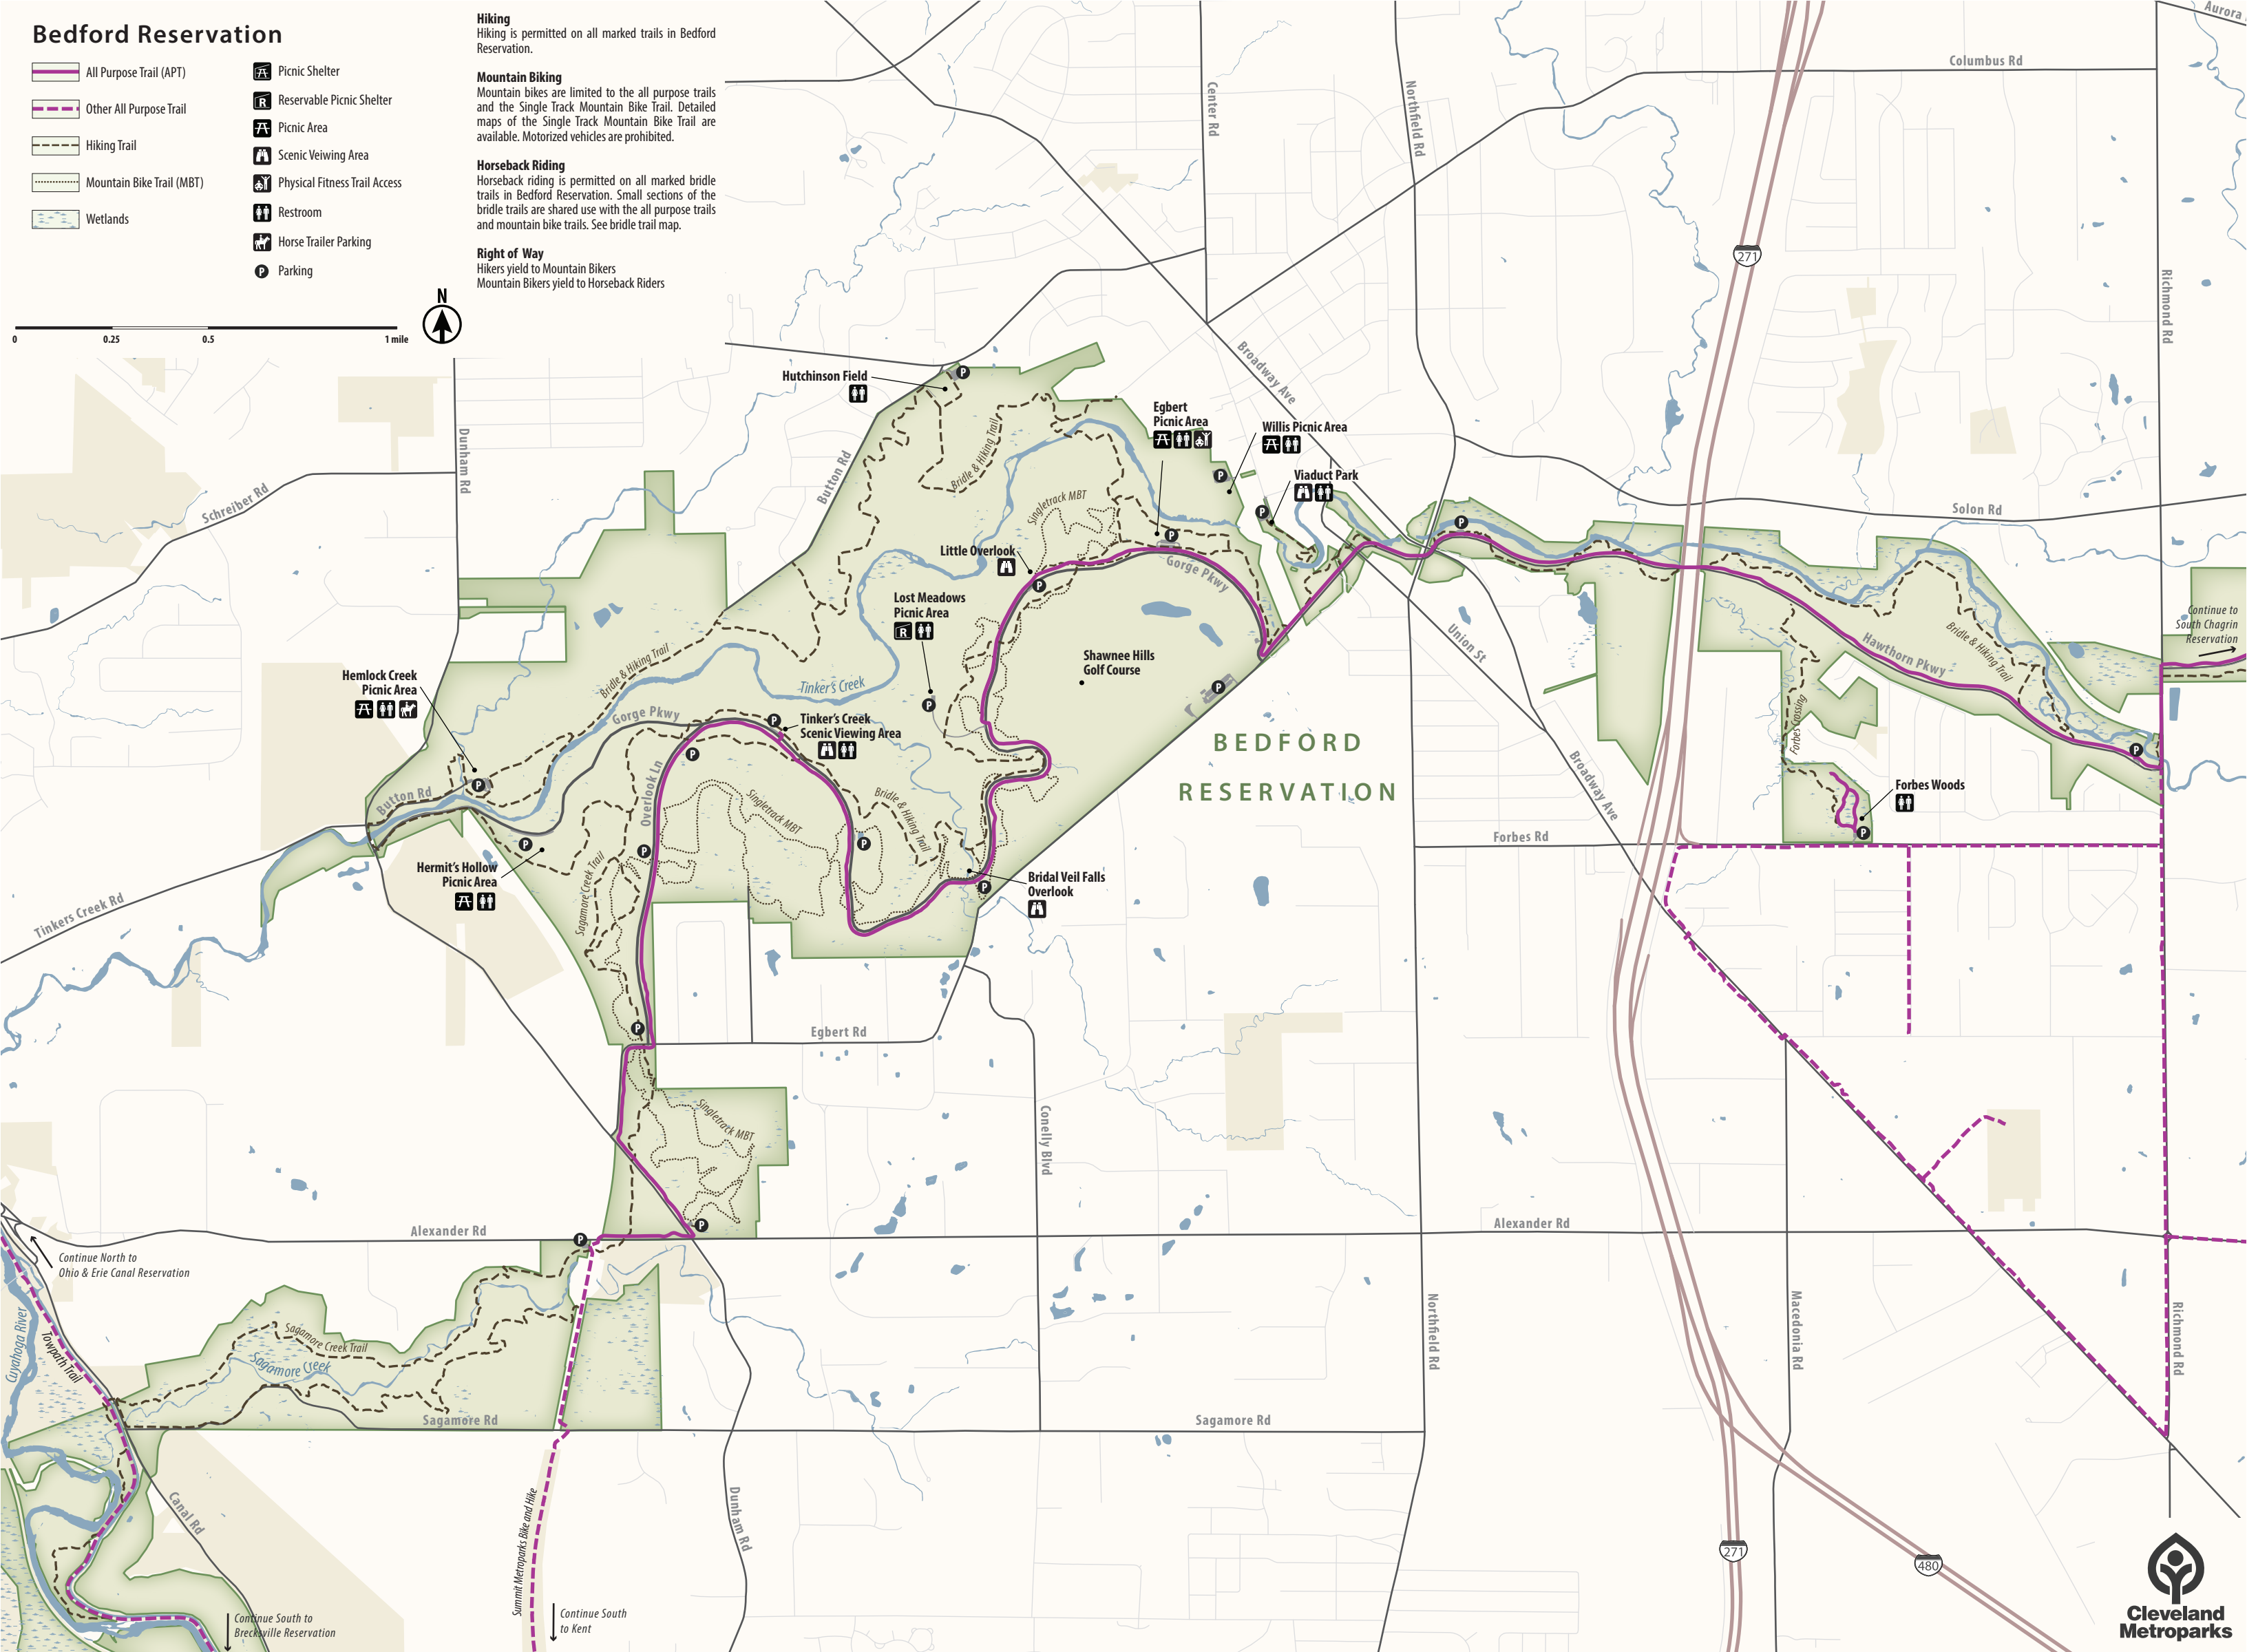 Bedford Reservation
All Purpose Trail (APT)
Other All Purpose Trail
Hiking Trail
Mountain Bike Trail (MBT)
Wetlands
Picnic Shelter
R
Reservable Picnic Shelter
Picnic Area
Scenic Veiwing Area
Physical Fitness Trail Access
Restroom
Horse Trailer Parking
P
Parking
0
0.25
0.5
1 mile
N
Hiking
Hiking is permitted on all marked trails in Bedford
Reservation.
Mountain Biking
Mountain bikes are limited to the all purpose trails
and the Single Track Mountain Bike Trail. Detailed
maps of the Single Track Mountain Bike Trail are
available. Motorized vehicles are prohibited.
Horseback Riding
Horseback riding is permitted on all marked bridle
trails in Bedford Reservation. Small sections of the
bridle trails are shared use with the all purpose trails
and mountain bike trails. See bridle trail map.
Right of Way
Hikers yield to Mountain Bikers
Mountain Bikers yield to Horseback Riders
Aurora
Columbus Rd
Center Rd
Northfield Rd
271
Richmond Rd
Broadway Ave
Hutchinson Field
P
Egbert
Picnic Area
Willis Picnic Area
P
Viaduct Park
P
P
Solon Rd
Dunham Rd
Schreiber Rd
Button Rd
Bridle & Hiking Trail
Singletrack MBT
P
Little Overlook
P
Gorge Pkwy
Lost Meadows
Picnic Area
R
P
Shawnee Hills
Golf Course
P
Union St
Continue to
South Chagrin
Reservation
Hawthorn Pkwy
Bridle & Hiking Trail
Forbes Crossing
P
Hemlock Creek
Picnic Area
P
Bridle & Hiking Trail
Tinker's Creek
Gorge Pkwy
P
Tinker's Creek
Scenic Viewing Area
P
BEDFORD
RESERVATION
Broadway Ave
Forbes Woods
P
Forbes Rd
Button Rd
Overlook Ln
Singletrack MBT
Bridle & Hiking Trail
P
P
P
Hermit's Hollow
Picnic Area
Sagamore Creek Trail
Bridal Veil Falls
Overlook
P
Tinkers Creek Rd
P
Egbert Rd
Singletrack MBT
Conelly Blvd
P
P
Alexander Rd
Alexander Rd
Continue North to
Ohio & Erie Canal Reservation
Cuyahoga River
Towpath Trail
Sagamore Creek Trail
Sagamore Creek
Northfield Rd
Macedonia Rd
Richmond Rd
Sagamore Rd
Sagamore Rd
Canal Rd
Summit Metroparks Bike and Hike
Dunham Rd
Continue South to
Brecksville Reservation
Continue South
to Kent
271
480
Cleveland
Metroparks